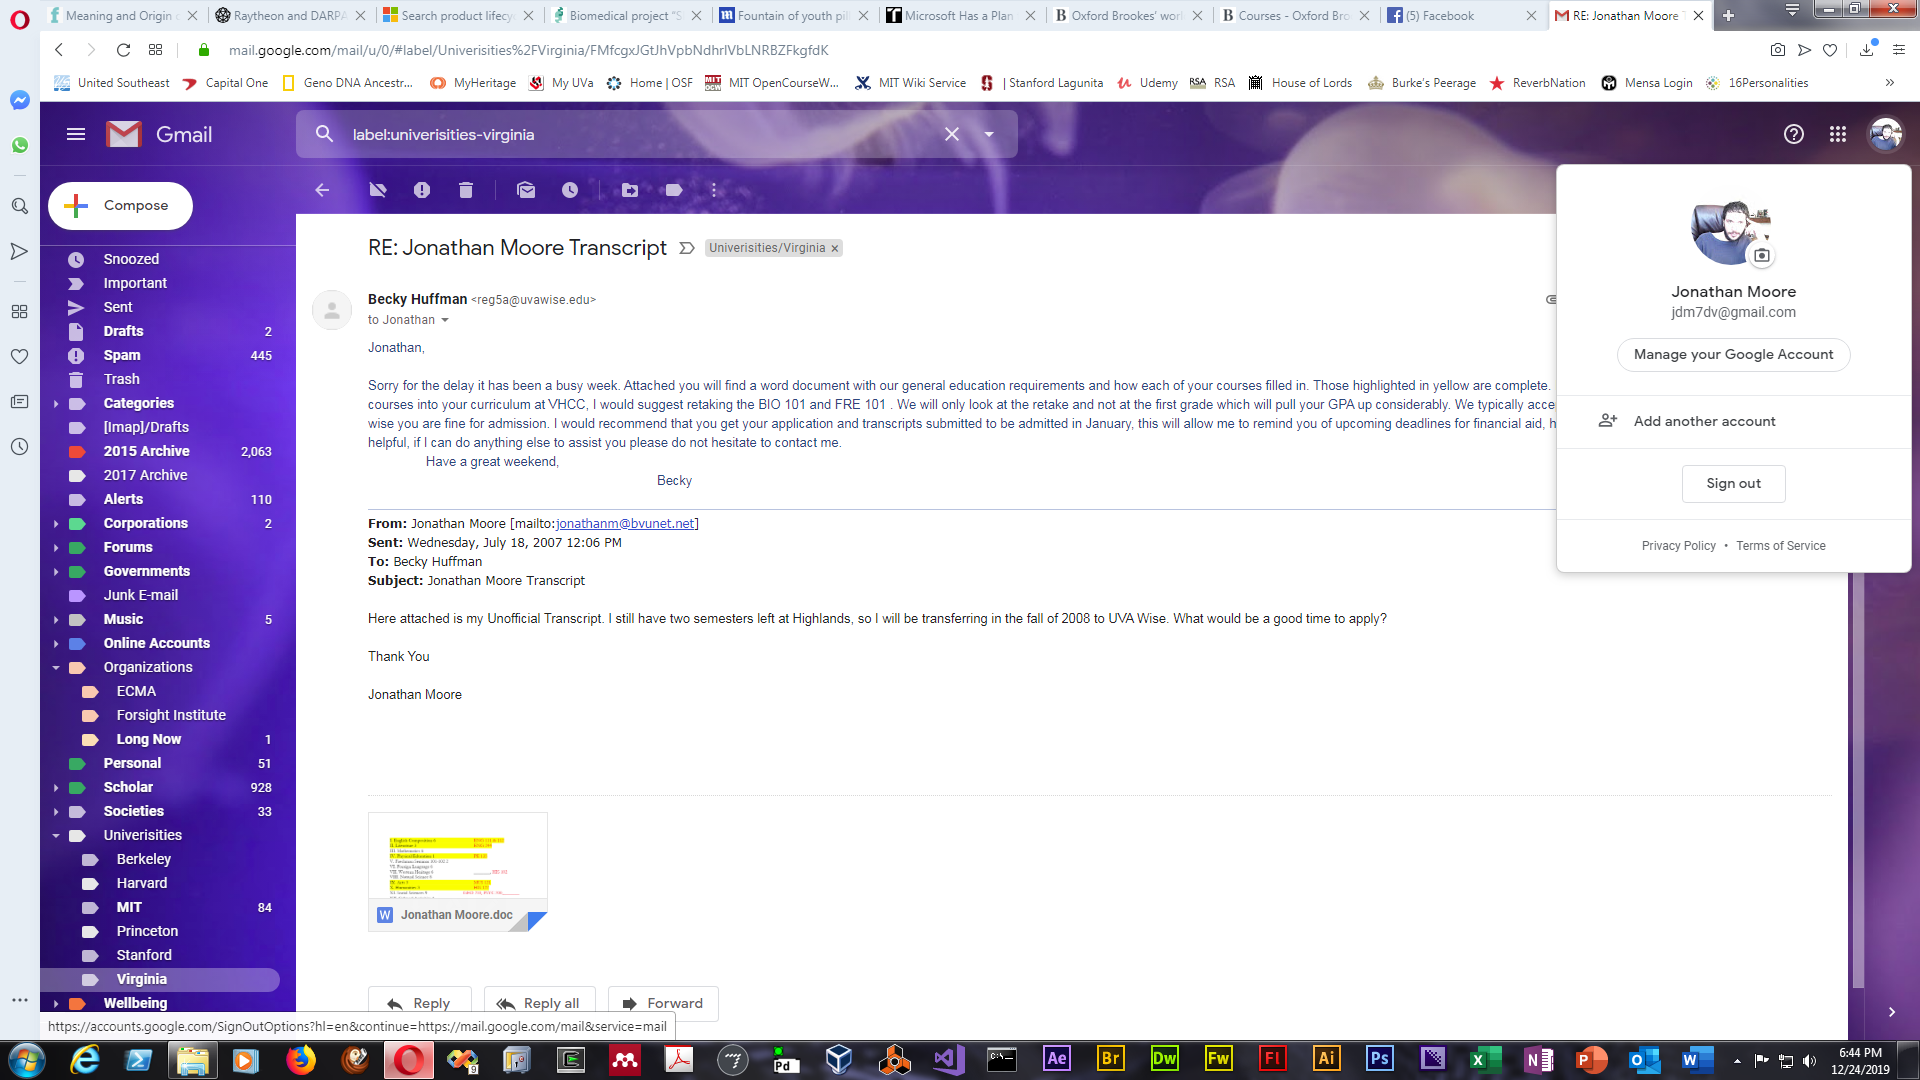 Meaning and Origin o
Raytheon and DARPA
Search product lifecy
Biomedical project "S
Fountain of youth pill
Microsoft Has a Plan
Oxford Brookes' worl
Courses - Oxford Bro
(5) Facebook
RE: Jonathan Moore T
mail.google.com/mail/u/0/#label/Univerisities%2FVirginia/FMfcgxJGtJhVpbNdhrlVbLNRBZFkgfdK
United Southeast
Capital One
Geno DNA Ancestr...
MyHeritage
My UVa
Home | OSF
MIT OpenCourseW...
MIT Wiki Service
| Stanford Lagunita
Udemy
RSA RSA
House of Lords
Burke's Peerage
ReverbNation
Mensa Login
16Personalities
»
Gmail
label:univerisities-virginia
Compose
Snoozed
Important
Sent
Drafts 2
Spam 445
Trash
Categories
[Imap]/Drafts
2015 Archive 2,063
2017 Archive
Alerts 110
Corporations 2
Forums
Governments
Junk E-mail
Music 5
Online Accounts
Organizations
ECMA
Forsight Institute
Long Now 1
Personal 51
Scholar 928
Societies 33
Univerisities
Berkeley
Harvard
MIT 84
Princeton
Stanford
Virginia
Wellbeing
RE: Jonathan Moore Transcript
Univerisities/Virginia ×
Becky Huffman <reg5a@uvawise.edu>
to Jonathan
Jonathan,
Sorry for the delay it has been a busy week. Attached you will find a word document with our general education requirements and how each of your courses filled in. Those highlighted in yellow are complete.
courses into your curriculum at VHCC, I would suggest retaking the BIO 101 and FRE 101 . We will only look at the retake and not at the first grade which will pull your GPA up considerably. We typically acce
wise you are fine for admission. I would recommend that you get your application and transcripts submitted to be admitted in January, this will allow me to remind you of upcoming deadlines for financial aid, h
helpful, if I can do anything else to assist you please do not hesitate to contact me.
Have a great weekend,
Becky
From: Jonathan Moore [mailto:jonathanm@bvunet.net]
Sent: Wednesday, July 18, 2007 12:06 PM
To: Becky Huffman
Subject: Jonathan Moore Transcript
Here attached is my Unofficial Transcript. I still have two semesters left at Highlands, so I will be transferring in the fall of 2008 to UVA Wise. What would be a good time to apply?
Thank You
Jonathan Moore
W Jonathan Moore.doc
Reply
Reply all
Forward
Jonathan Moore
jdm7dv@gmail.com
Manage your Google Account
Add another account
Sign out
Privacy Policy • Terms of Service
https://accounts.google.com/SignOutOptions?hl=en&continue=https://mail.google.com/mail&service=mail
Pd
Ae
Br
Dw
Fw
Fl
Ai
Ps
6:44 PM
12/24/2019